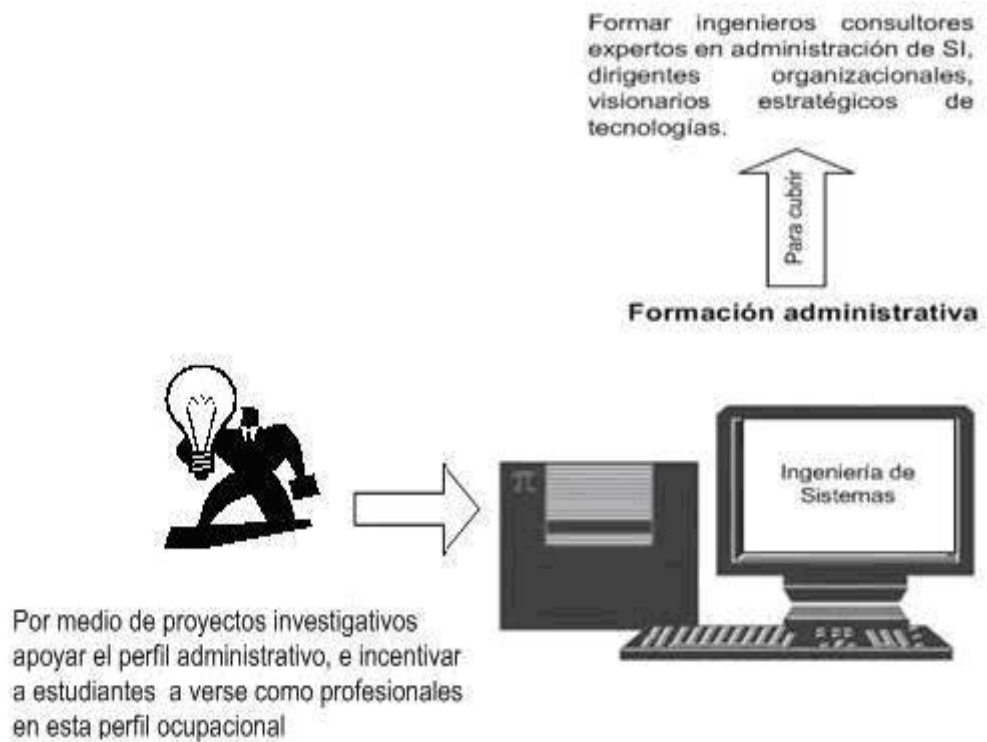 Formar ingenieros consultores
expertos en administración de SI,
dirigentes organizacionales,
visionarios estratégicos de
tecnologías.
Para cubrir
Formación administrativa
π
Ingeniería de
Sistemas
Por medio de proyectos investigativos
apoyar el perfil administrativo, e incentivar
a estudiantes a verse como profesionales
en esta perfil ocupacional